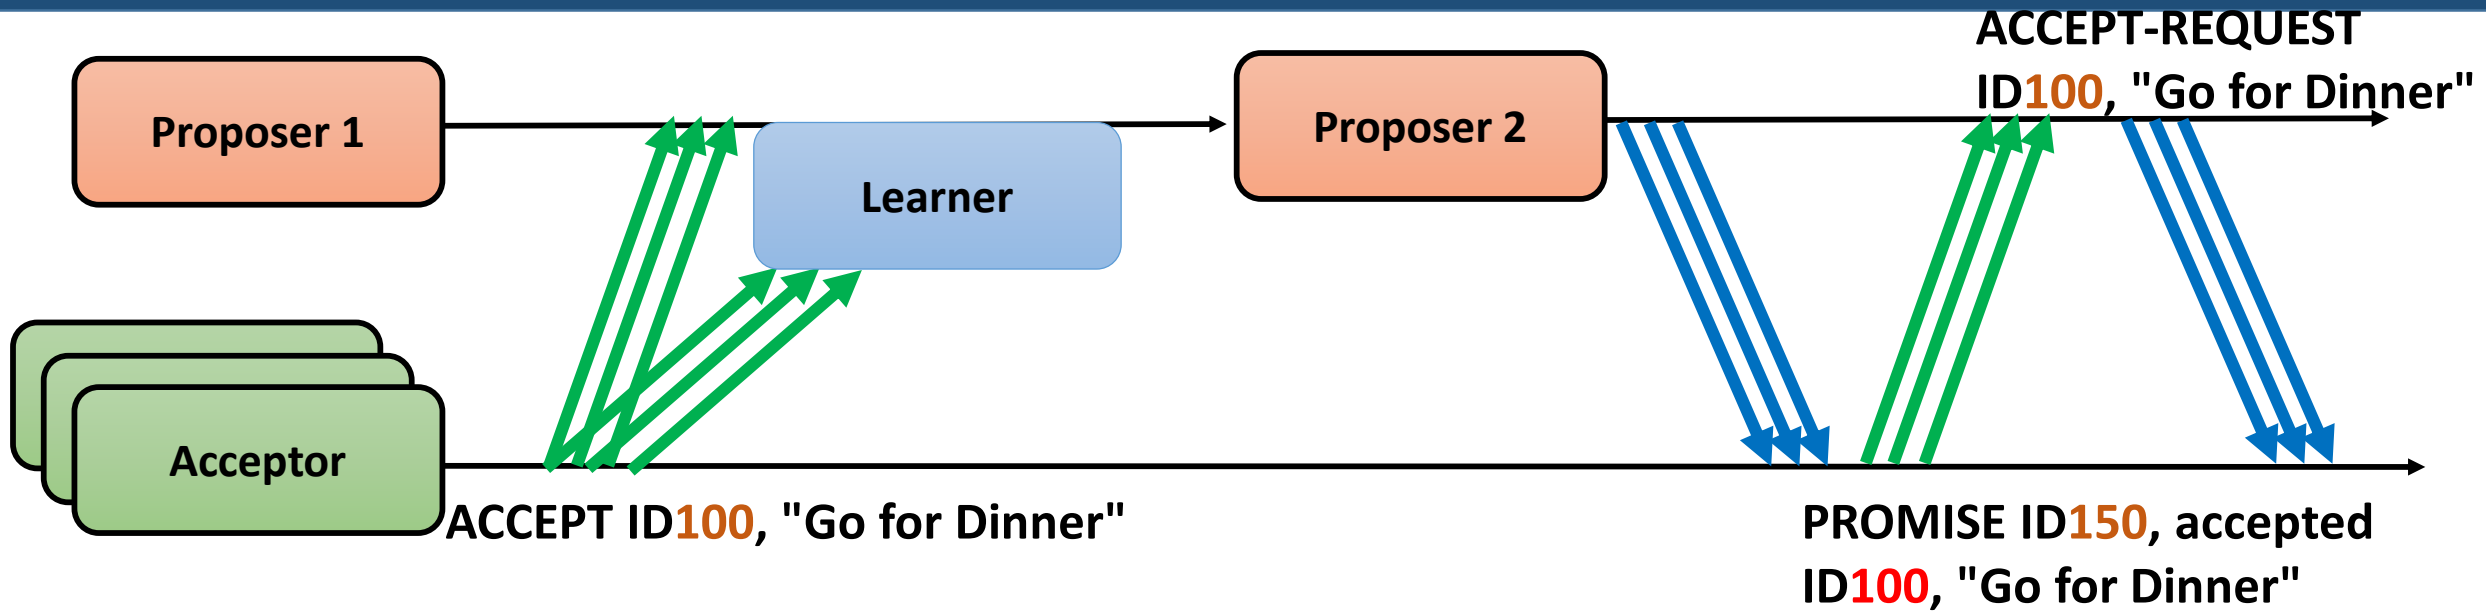 ACCEPT-REQUEST
ID100, "Go for Dinner"
Proposer 1
Proposer 2
Learner
Acceptor
ACCEPT ID100, "Go for Dinner"
PROMISE ID150, accepted
ID100, "Go for Dinner"